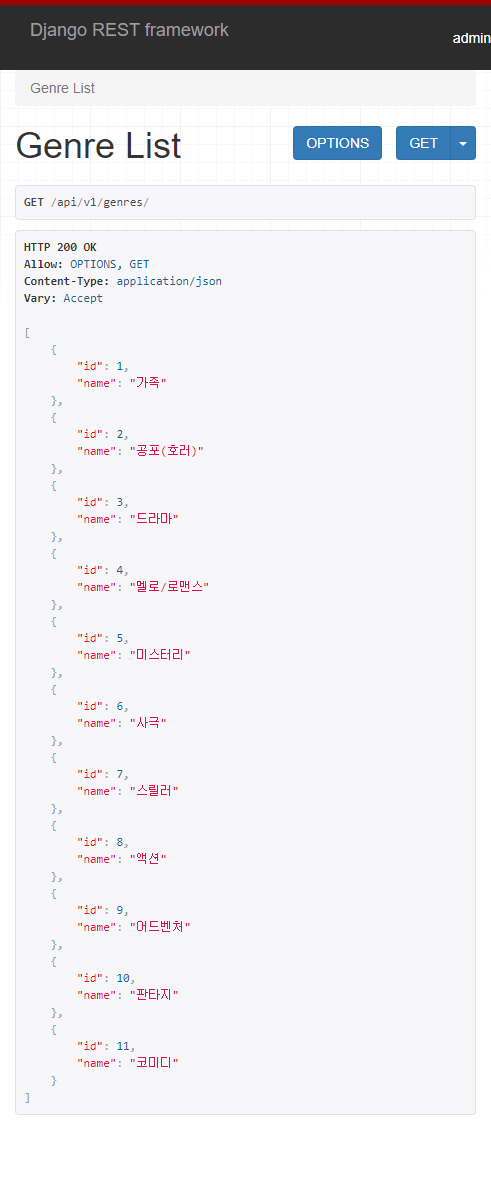 Django REST framework
admin
Genre List
Genre List
OPTIONS
GET
GET /api/v1/genres/
HTTP 200 OK
Allow: OPTIONS, GET
Content-Type: application/json
Vary: Accept
[
    {
        "id": 1,
        "name": "가족"
    },
    {
        "id": 2,
        "name": "공포(호러)"
    },
    {
        "id": 3,
        "name": "드라마"
    },
    {
        "id": 4,
        "name": "멜로/로맨스"
    },
    {
        "id": 5,
        "name": "미스터리"
    },
    {
        "id": 6,
        "name": "사극"
    },
    {
        "id": 7,
        "name": "스릴러"
    },
    {
        "id": 8,
        "name": "액션"
    },
    {
        "id": 9,
        "name": "어드벤처"
    },
    {
        "id": 10,
        "name": "판타지"
    },
    {
        "id": 11,
        "name": "코미디"
    }
]